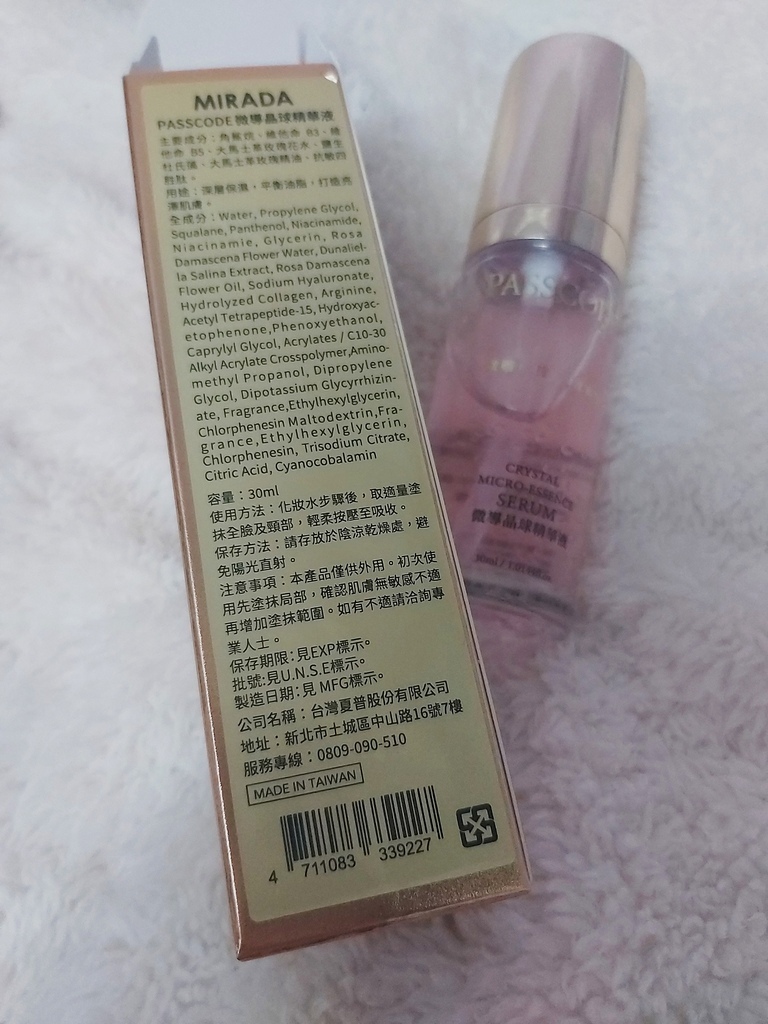 MIRADA
PASSCODE微導晶球精華液
主要成分：角鯊烷、維他命 B3、維
他命 B5、大馬士革玫瑰花水、鹽生
杜氏藻、大馬士革玫瑰精油、抗敏四
胜肽。
用途：深層保濕，平衡油脂，打造亮
澤肌膚。
全成分：Water, Propylene Glycol,
Squalane, Panthenol, Niacinamide,
Niacinamie, Glycerin, Rosa
Damascena Flower Water, Dunaliel-
la Salina Extract, Rosa Damascena
Flower Oil, Sodium Hyaluronate,
Hydrolyzed Collagen, Arginine,
Acetyl Tetrapeptide-15, Hydroxyac-
etophenone,Phenoxyethanol,
Caprylyl Glycol, Acrylates / C10-30
Alkyl Acrylate Crosspolymer,Amino-
methyl Propanol, Dipropylene
Glycol, Dipotassium Glycyrrhizin-
ate, Fragrance,Ethylhexylglycerin,
Chlorphenesin Maltodextrin,Fra-
grance,Ethylhexylglycerin,
Chlorphenesin, Trisodium Citrate,
Citric Acid, Cyanocobalamin
容量：30ml
使用方法：化妝水步驟後，取適量塗
抹全臉及頸部，輕柔按壓至吸收。
保存方法：請存放於陰涼乾燥處，避
免陽光直射。
注意事項：本產品僅供外用。初次使
用先塗抹局部，確認肌膚無敏感不適
再增加塗抹範圍。如有不適請洽詢專
業人士。
保存期限：見EXP標示。
批號:見U.N.S.E標示。
製造日期:見 MFG標示。
公司名稱：台灣夏普股份有限公司
地址：新北市土城區中山路16號7樓
服務專線：0809-090-510
MADE IN TAIWAN
4 711083 339227
PASSCODE
CRYSTAL
MICRO-ESSENCE
SERUM
微導晶球精華液